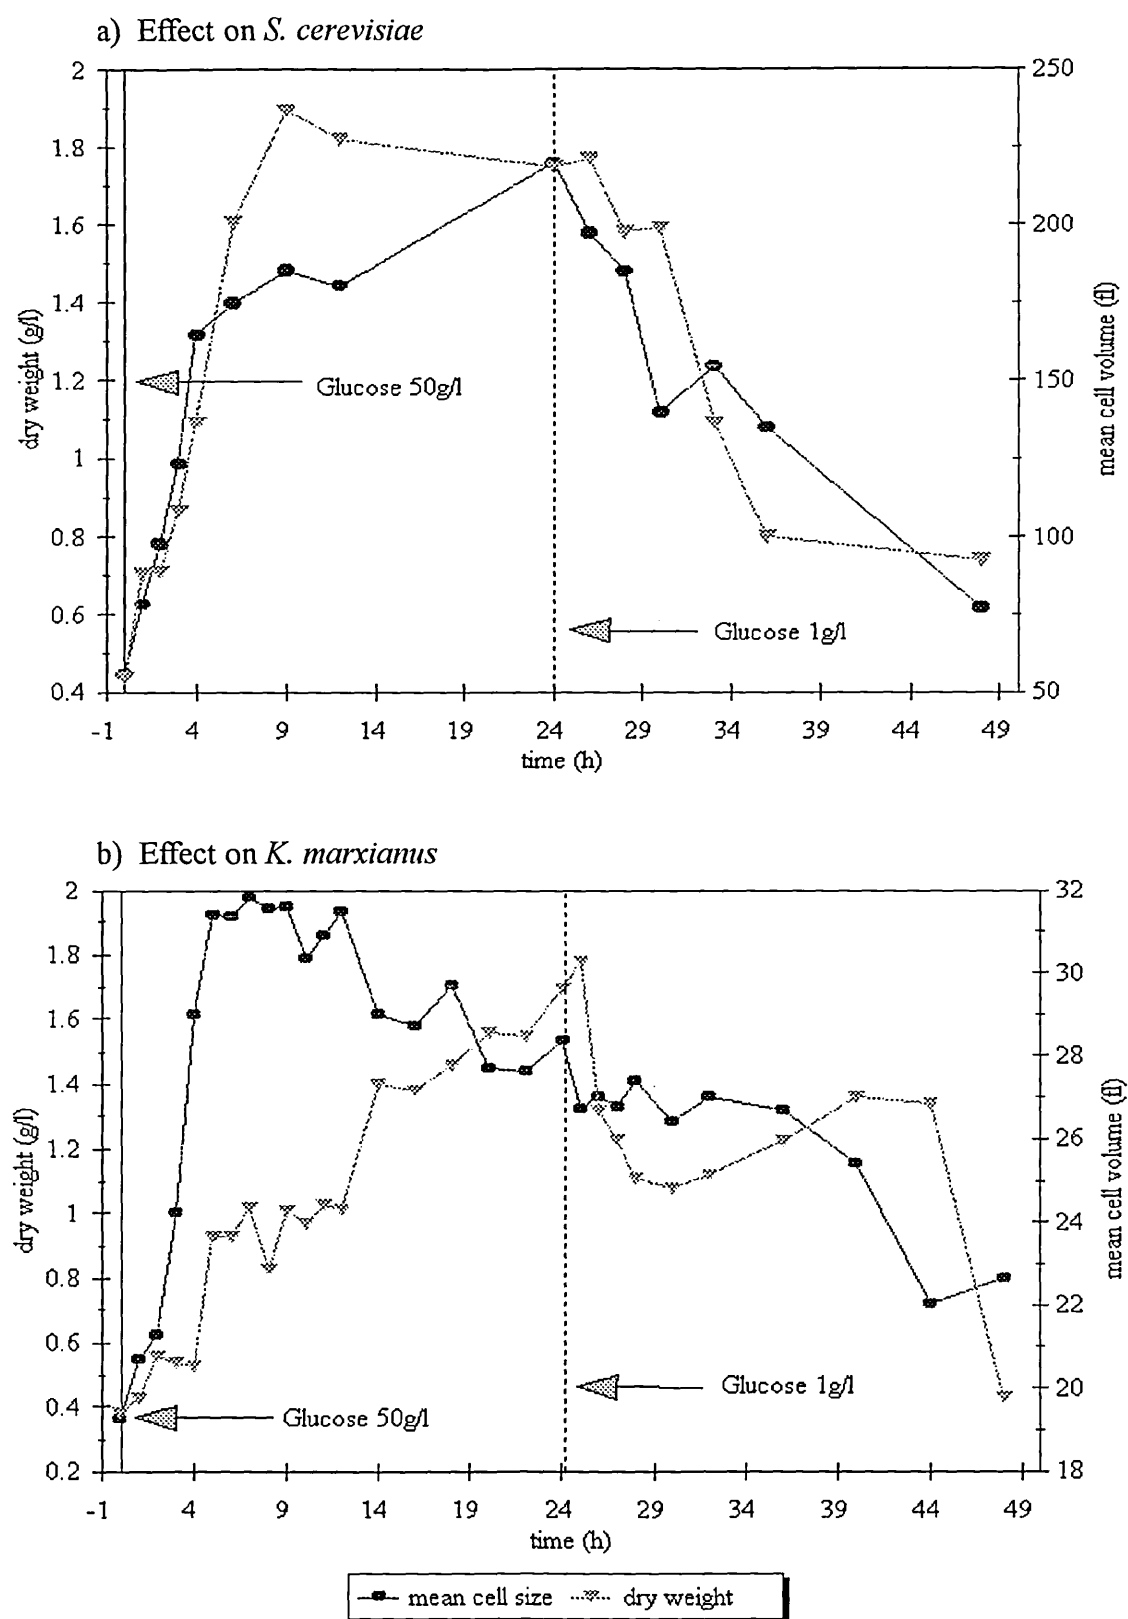 a) Effect on S. cerevisiae
2
1.8
1.6
1.4
1.2
1
0.8
0.6
0.4
dry weight (g/l)
250
200
150
100
50
mean cell volume (fl)
Glucose 50g/l
Glucose 1g/l
-1 4 9 14 19 24 29 34 39 44 49
time (h)
b) Effect on K. marxianus
2
1.8
1.6
1.4
1.2
1
0.8
0.6
0.4
0.2
dry weight (g/l)
32
30
28
26
24
22
20
18
mean cell volume (fl)
Glucose 1g/l
Glucose 50g/l
-1 4 9 14 19 24 29 34 39 44 49
time (h)
mean cell size dry weight